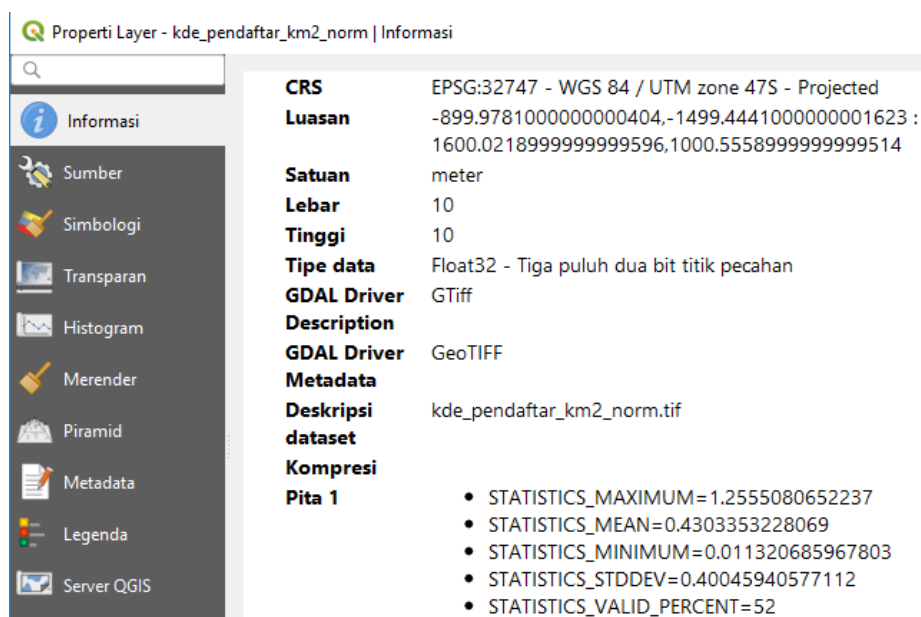 Properti Layer - kde_pendaftar_km2_norm | Informasi
Informasi
Sumber
Simbologi
Transparan
Histogram
Merender
Piramid
Metadata
Legenda
Server QGIS
CRS EPSG:32747 - WGS 84 / UTM zone 47S - Projected
Luasan -899.9781000000000404,-1499.4441000000001623 :
1600.0218999999999596,1000.5558999999999514
Satuan meter
Lebar 10
Tinggi 10
Tipe data Float32 - Tiga puluh dua bit titik pecahan
GDAL Driver GTiff
Description
GDAL Driver GeoTIFF
Metadata
Deskripsi kde_pendaftar_km2_norm.tif
dataset
Kompresi
Pita 1 • STATISTICS_MAXIMUM=1.2555080652237
• STATISTICS_MEAN=0.4303353228069
• STATISTICS_MINIMUM=0.011320685967803
• STATISTICS_STDDEV=0.40045940577112
• STATISTICS_VALID_PERCENT=52